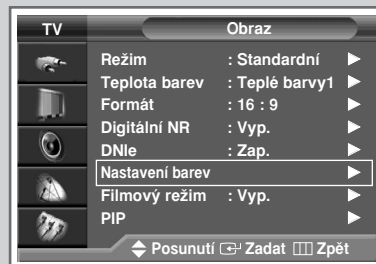 TV Obraz
Režim : Standardní
Teplota barev : Teplé barvy1
Formát : 16 : 9
Digitální NR : Vyp.
DNIe : Zap.
Nastavení barev
Filmový režim : Vyp.
PIP
Posunutí Zadat Zpět